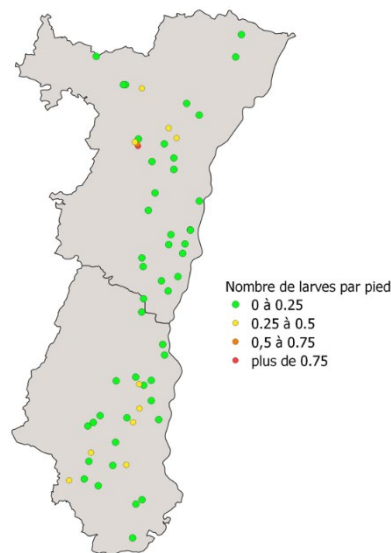 Nombre de larves par pied
0 à 0.25
0.25 à 0.5
0,5 à 0.75
plus de 0.75